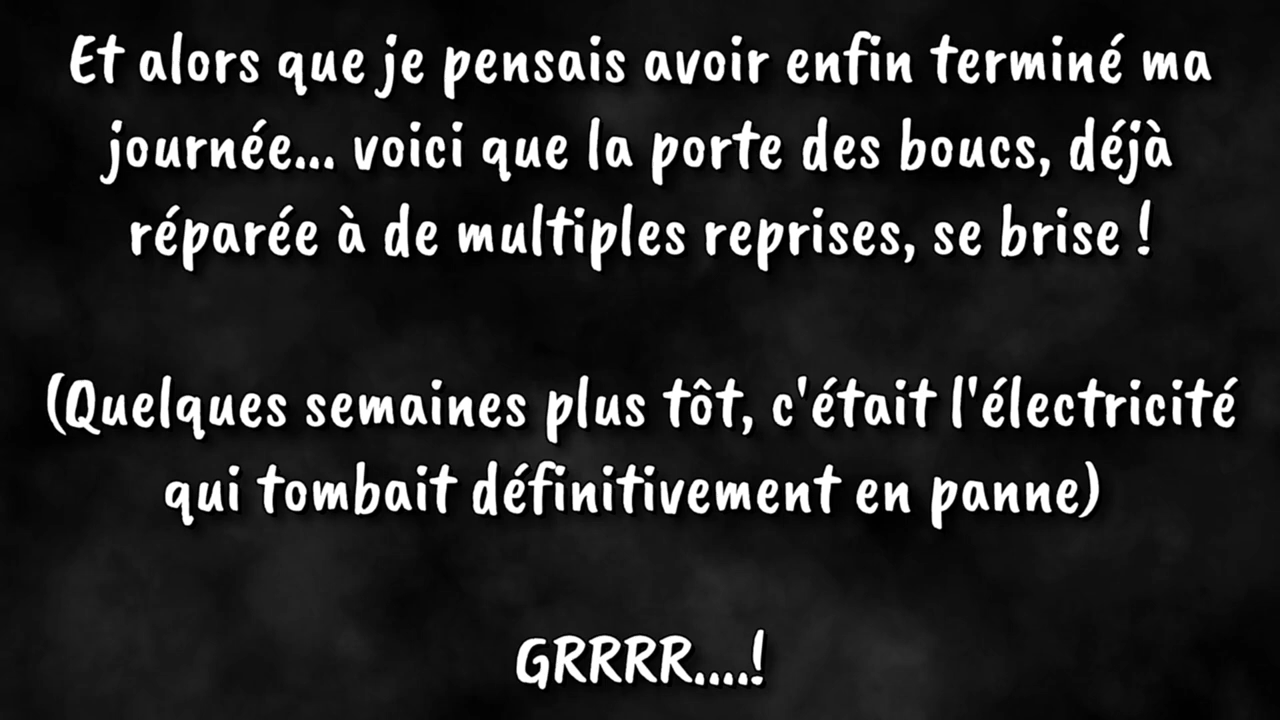 Et alors que je pensais avoir enfin terminé ma
journée... voici que la porte des boucs, déjà
réparée à de multiples reprises, se brise !
(Quelques semaines plus tôt, c'était l'électricité
qui tombait définitivement en panne)
GRRRR....!